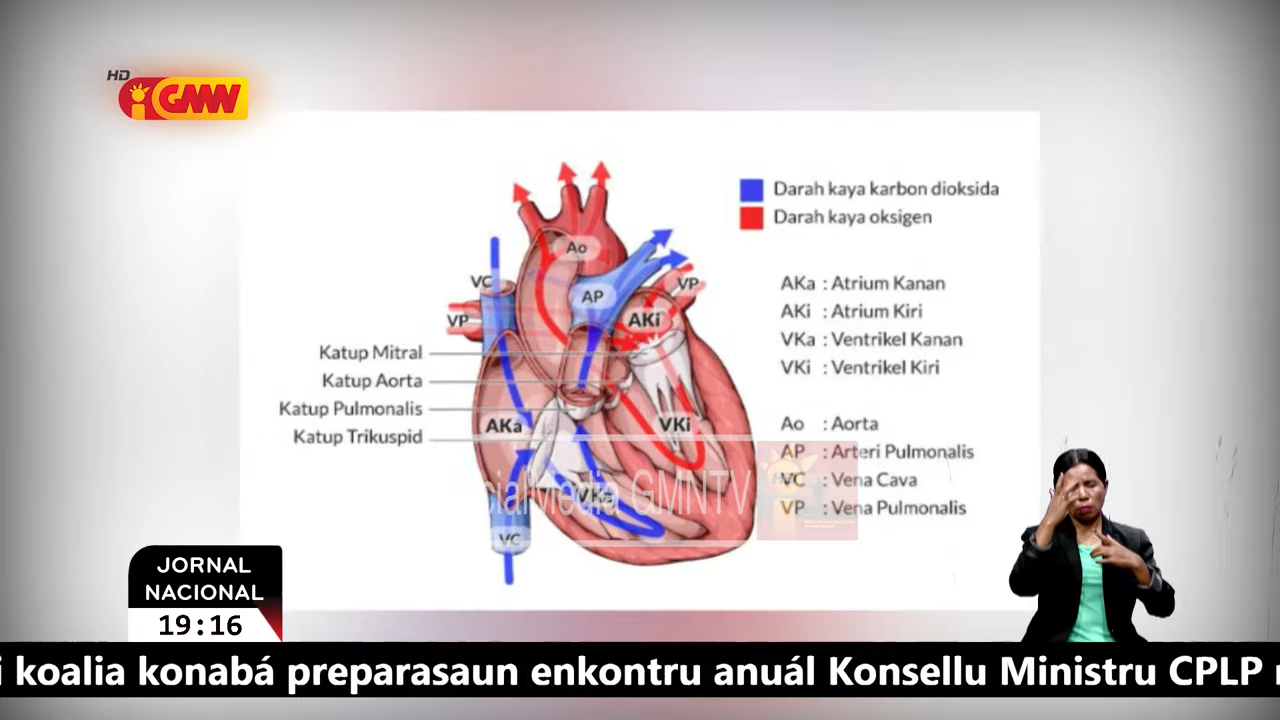 HD
GMN
Darah kaya karbon dioksida
Darah kaya oksigen
Ao
VC
AP
VP
VP
AKi
AKa : Atrium Kanan
AKi : Atrium Kiri
VKa : Ventrikel Kanan
VKi : Ventrikel Kiri
Katup Mitral
Katup Aorta
Katup Pulmonalis
Katup Trikuspid
AKa
VKi
Ao : Aorta
AP : Arteri Pulmonalis
VC : Vena Cava
VP : Vena Pulmonalis
VKa
VC
cialMedia GMNTV
JORNAL
NACIONAL
19:16
i koalia konabá preparasaun enkontru anuál Konsellu Ministru CPLP